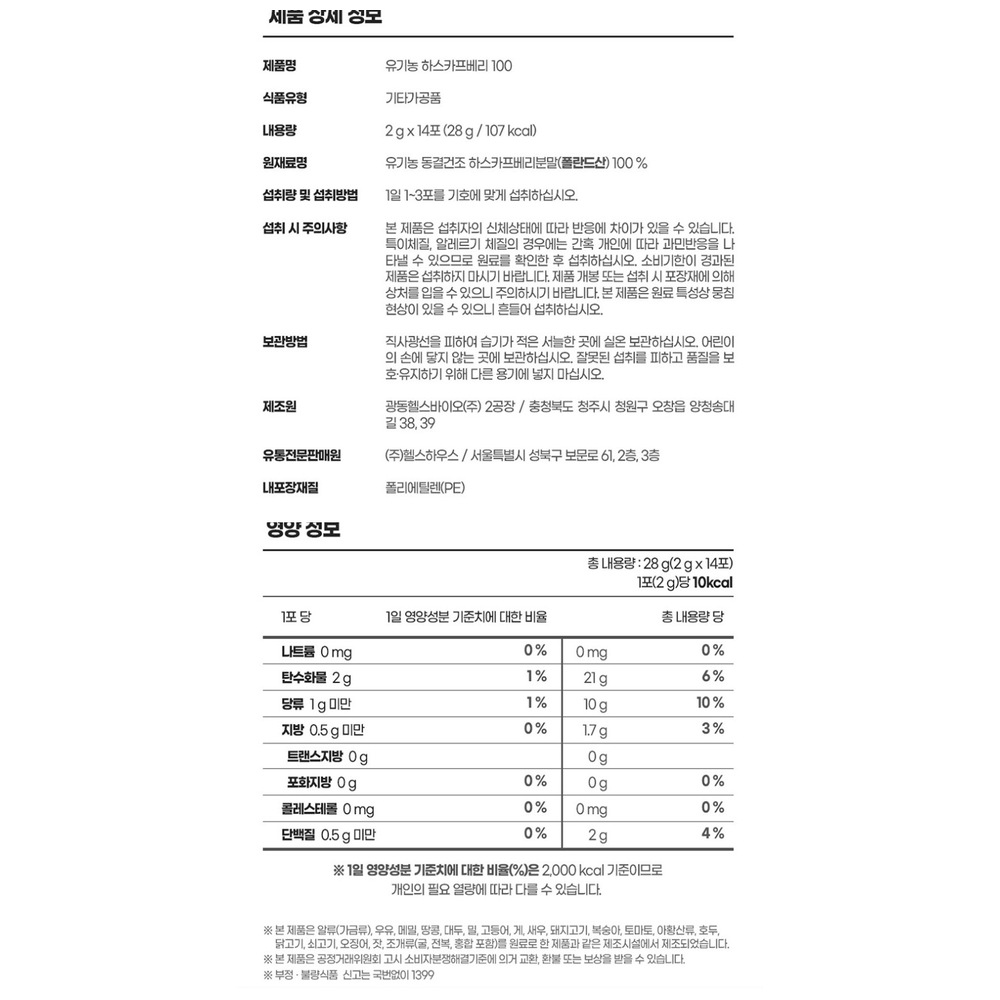 제품 상세 정보
제품명 유기농 하스카프베리 100
식품유형 기타가공품
내용량 2 g x 14포 (28 g / 107 kcal)
원재료명 유기농 동결건조 하스카프베리분말(폴란드산) 100 %
섭취량 및 섭취방법 1일 1~3포를 기호에 맞게 섭취하십시오.
섭취 시 주의사항 본 제품은 섭취자의 신체상태에 따라 반응에 차이가 있을 수 있습니다.
특이체질, 알레르기 체질의 경우에는 간혹 개인에 따라 과민반응을 나
타낼 수 있으므로 원료를 확인한 후 섭취하십시오. 소비기한이 경과된
제품은 섭취하지 마시기 바랍니다. 제품 개봉 또는 섭취 시 포장재에 의해
상처를 입을 수 있으니 주의하시기 바랍니다. 본 제품은 원료 특성상 뭉침
현상이 있을 수 있으니 흔들어 섭취하십시오.
보관방법 직사광선을 피하여 습기가 적은 서늘한 곳에 실온 보관하십시오. 어린이
의 손에 닿지 않는 곳에 보관하십시오. 잘못된 섭취를 피하고 품질을 보
호·유지하기 위해 다른 용기에 넣지 마십시오.
제조원 광동헬스바이오(주) 2공장 / 충청북도 청주시 청원구 오창읍 양청송대
길 38, 39
유통전문판매원 (주)헬스하우스 / 서울특별시 성북구 보문로 61, 2층, 3층
내포장재질 폴리에틸렌(PE)
영양 정보
총 내용량 : 28 g(2 g x 14포)
1포(2 g)당 10kcal
1포 당 1일 영양성분 기준치에 대한 비율 총 내용량 당
나트륨 0 mg 0 % 0 mg 0 %
탄수화물 2 g 1 % 21 g 6 %
당류 1 g 미만 1 % 10 g 10 %
지방 0.5 g 미만 0 % 1.7 g 3 %
트랜스지방 0 g 0 g
포화지방 0 g 0 % 0 g 0 %
콜레스테롤 0 mg 0 % 0 mg 0 %
단백질 0.5 g 미만 0 % 2 g 4 %
※ 1일 영양성분 기준치에 대한 비율(%)은 2,000 kcal 기준이므로
개인의 필요 열량에 따라 다를 수 있습니다.
※ 본 제품은 알류(가금류), 우유, 메밀, 땅콩, 대두, 밀, 고등어, 게, 새우, 돼지고기, 복숭아, 토마토, 아황산류, 호두,
닭고기, 쇠고기, 오징어, 잣, 조개류(굴, 전복, 홍합 포함)를 원료로 한 제품과 같은 제조시설에서 제조되었습니다.
※ 본 제품은 공정거래위원회 고시 소비자분쟁해결기준에 의거 교환, 환불 또는 보상을 받을 수 있습니다.
※ 부정 · 불량식품 신고는 국번없이 1399